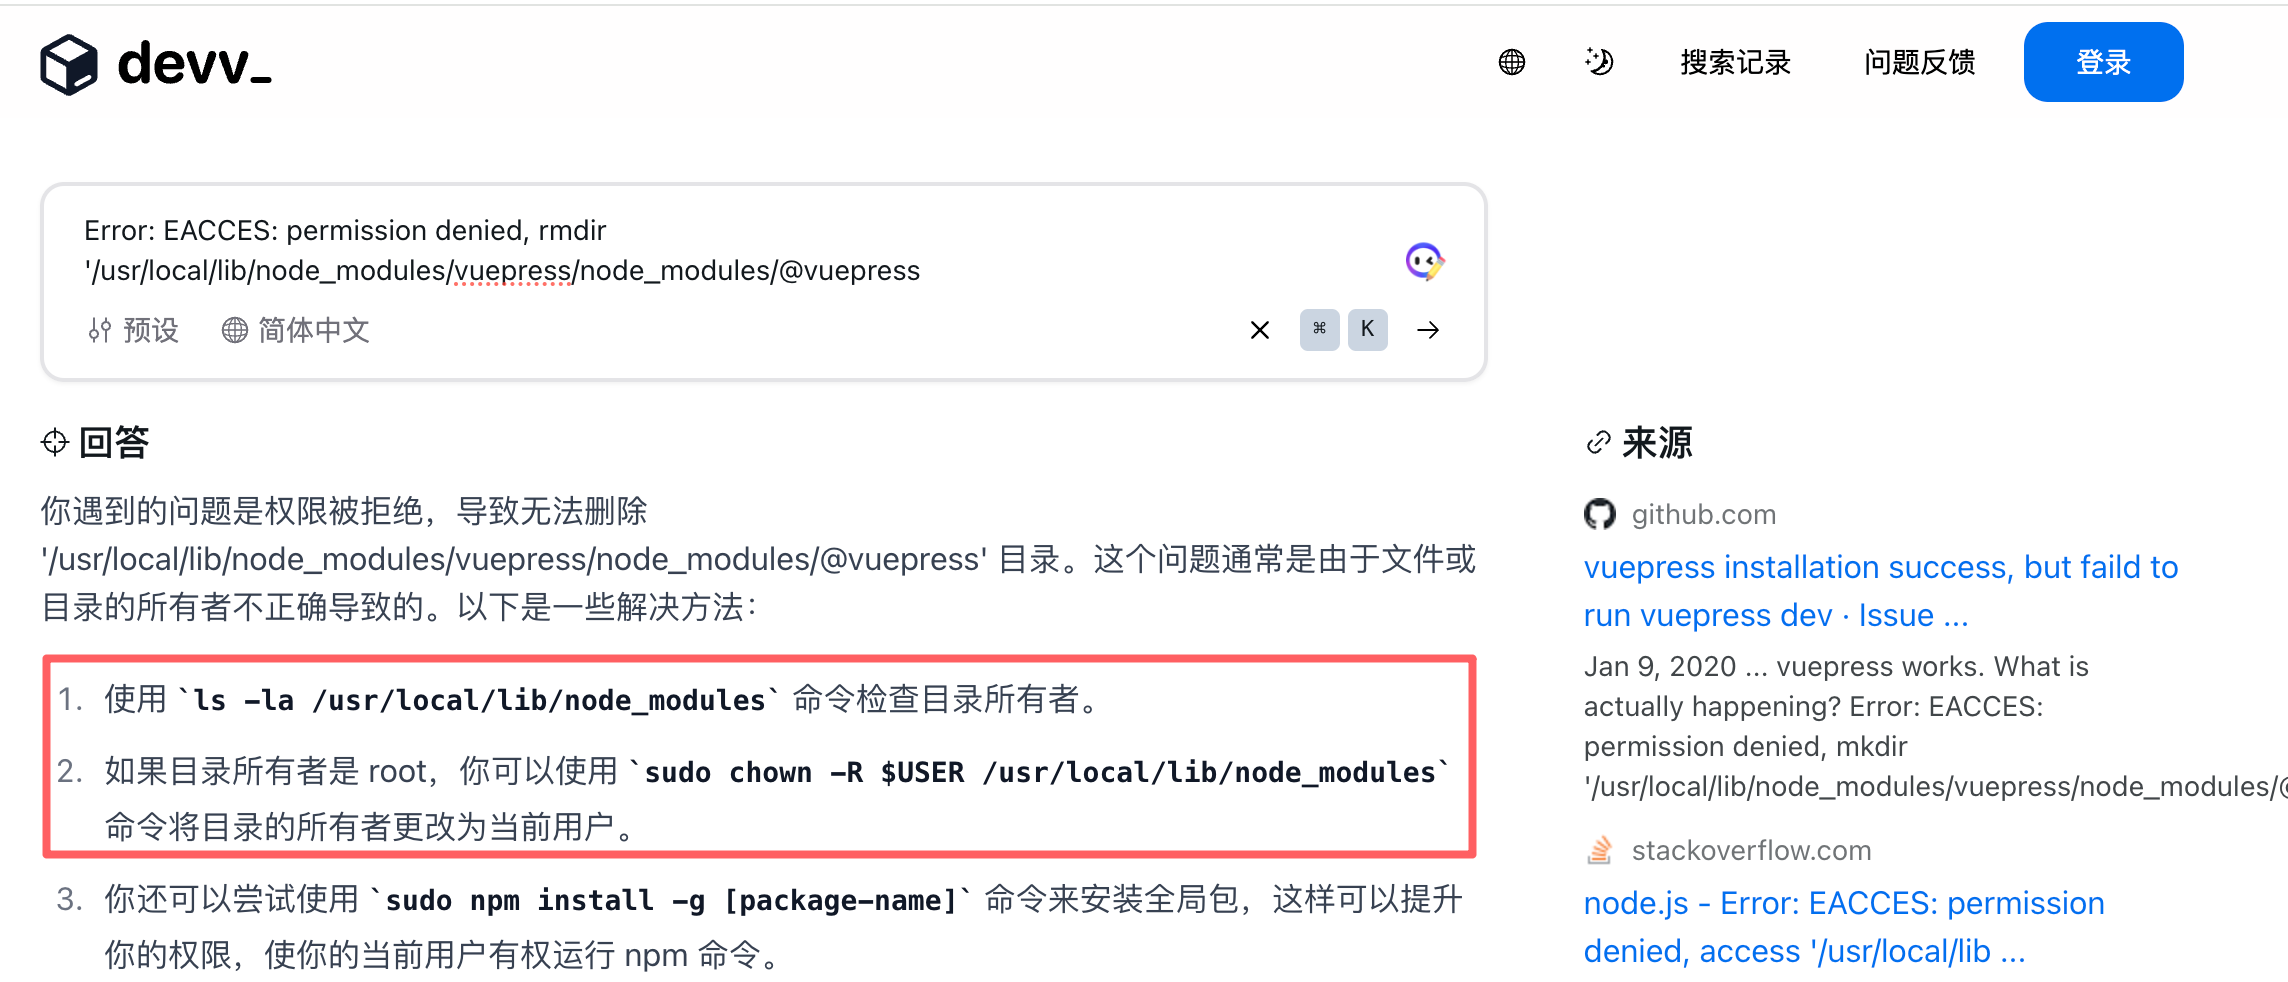 devv_
搜索记录 问题反馈 登录
Error: EACCES: permission denied, rmdir
'/usr/local/lib/node_modules/vuepress/node_modules/@vuepress
预设 简体中文 ⌘ K
回答
你遇到的问题是权限被拒绝，导致无法删除
'/usr/local/lib/node_modules/vuepress/node_modules/@vuepress' 目录。这个问题通常是由于文件或
目录的所有者不正确导致的。以下是一些解决方法：
1. 使用 `ls -la /usr/local/lib/node_modules` 命令检查目录所有者。
2. 如果目录所有者是 root，你可以使用 `sudo chown -R $USER /usr/local/lib/node_modules`
命令将目录的所有者更改为当前用户。
3. 你还可以尝试使用 `sudo npm install -g [package-name]` 命令来安装全局包，这样可以提升
你的权限，使你的当前用户有权运行 npm 命令。
来源
github.com
vuepress installation success, but faild to
run vuepress dev · Issue ...
Jan 9, 2020 ... vuepress works. What is
actually happening? Error: EACCES:
permission denied, mkdir
'/usr/local/lib/node_modules/vuepress/node_modules/@
stackoverflow.com
node.js - Error: EACCES: permission
denied, access '/usr/local/lib ...